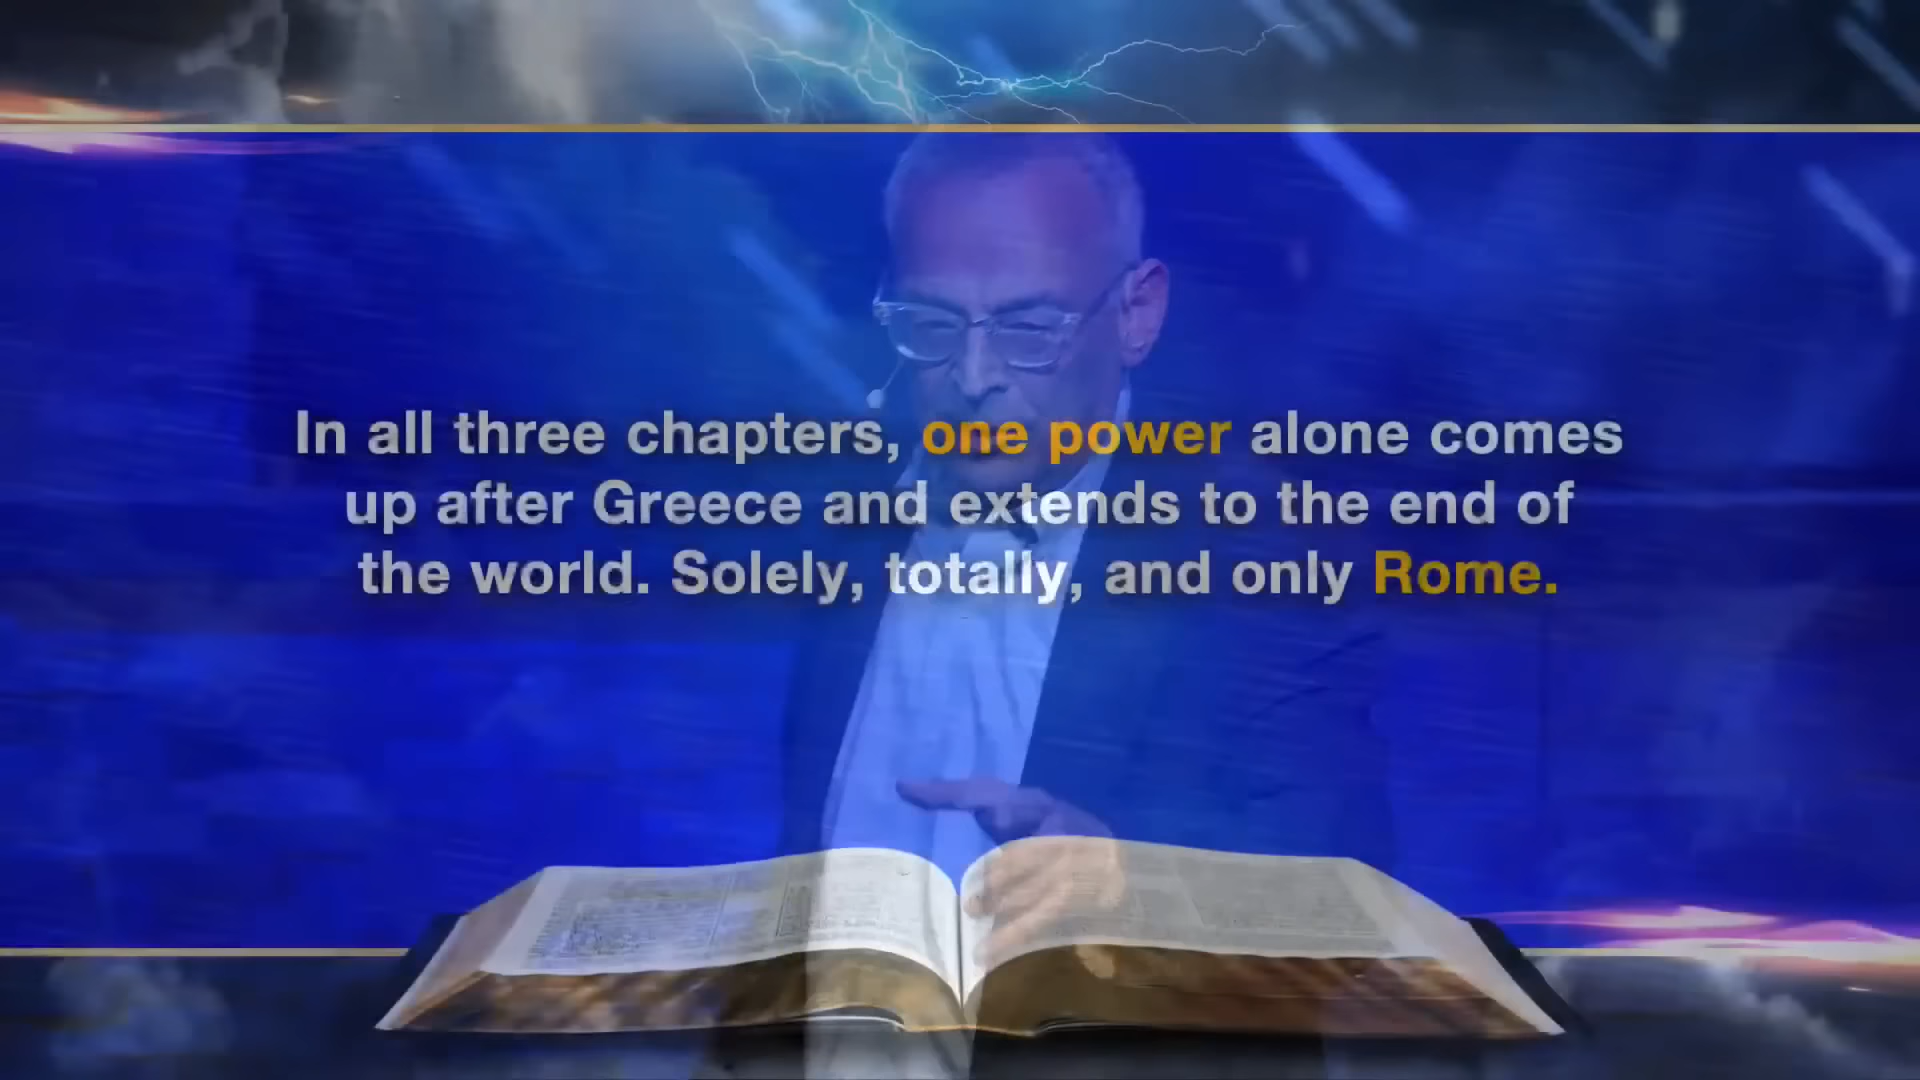 In all three chapters, one power alone comes
up after Greece and extends to the end of
the world. Solely, totally, and only Rome.